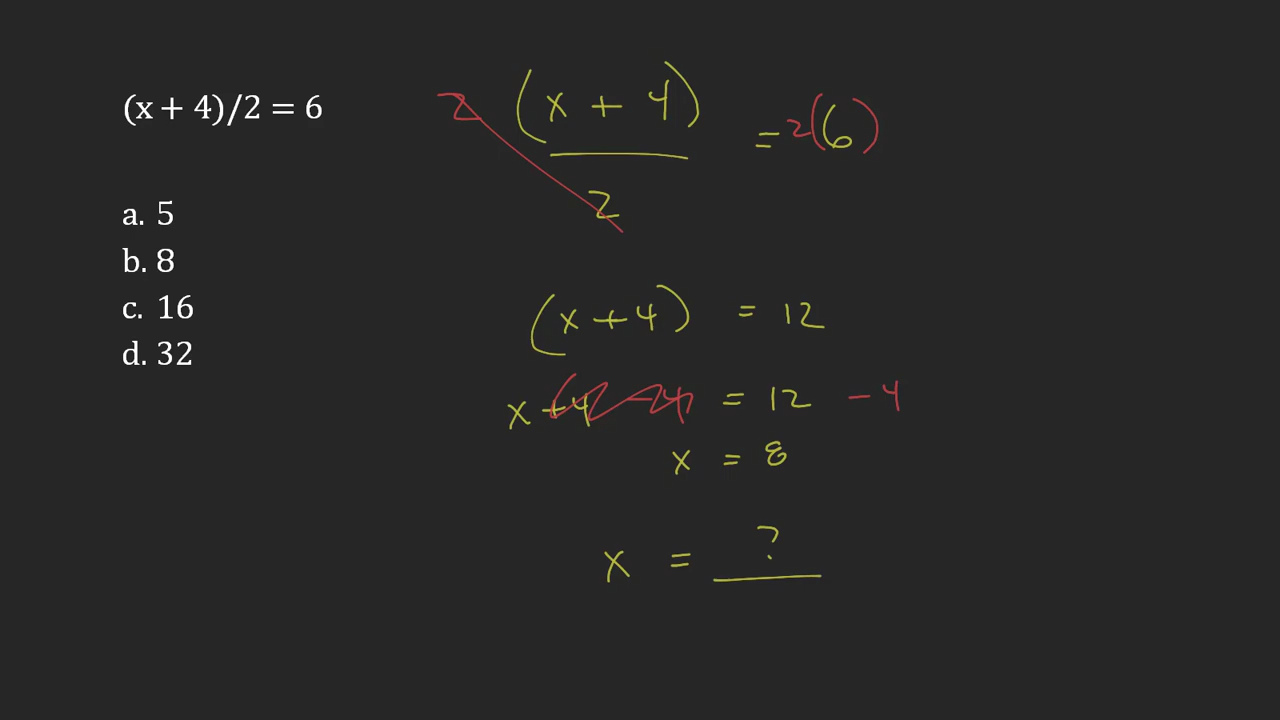 (x + 4)/2 = 6
a. 5
b. 8
c. 16
d. 32
2 (x + 4) = 2(6)
2
(x + 4) = 12
x + 4 - 4 = 12 - 4
x = 8
x = ?